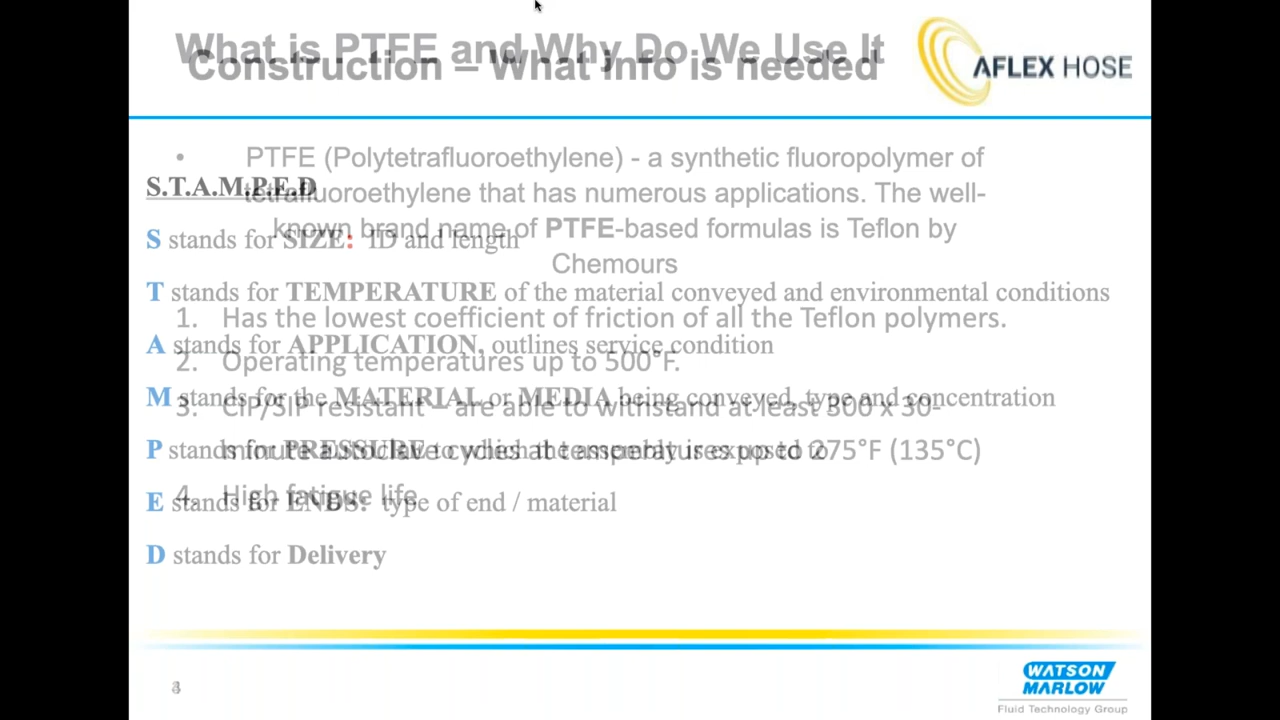 What is PTFE and Why Do We Use It
Construction – What Info is needed
AFLEX HOSE
• PTFE (Polytetrafluoroethylene) - a synthetic fluoropolymer of
tetrafluoroethylene that has numerous applications. The well-
known brand name of PTFE-based formulas is Teflon by
Chemours
1. Has the lowest coefficient of friction of all the Teflon polymers.
2. Operating temperatures up to 500°F.
3. CIP/SIP resistant – are able to withstand at least 300 x 30-
minute autoclave cycles at temperatures up to 275°F (135°C)
4. High fatigue life
S.T.A.M.P.E.D
S stands for SIZE: ID and length
T stands for TEMPERATURE of the material conveyed and environmental conditions
A stands for APPLICATION, outlines service condition
M stands for the MATERIAL or MEDIA being conveyed, type and concentration
P stands for PRESSURE to which the assembly is exposed to
E stands for ENDS: type of end / material
D stands for Delivery
WATSON
MARLOW
Fluid Technology Group